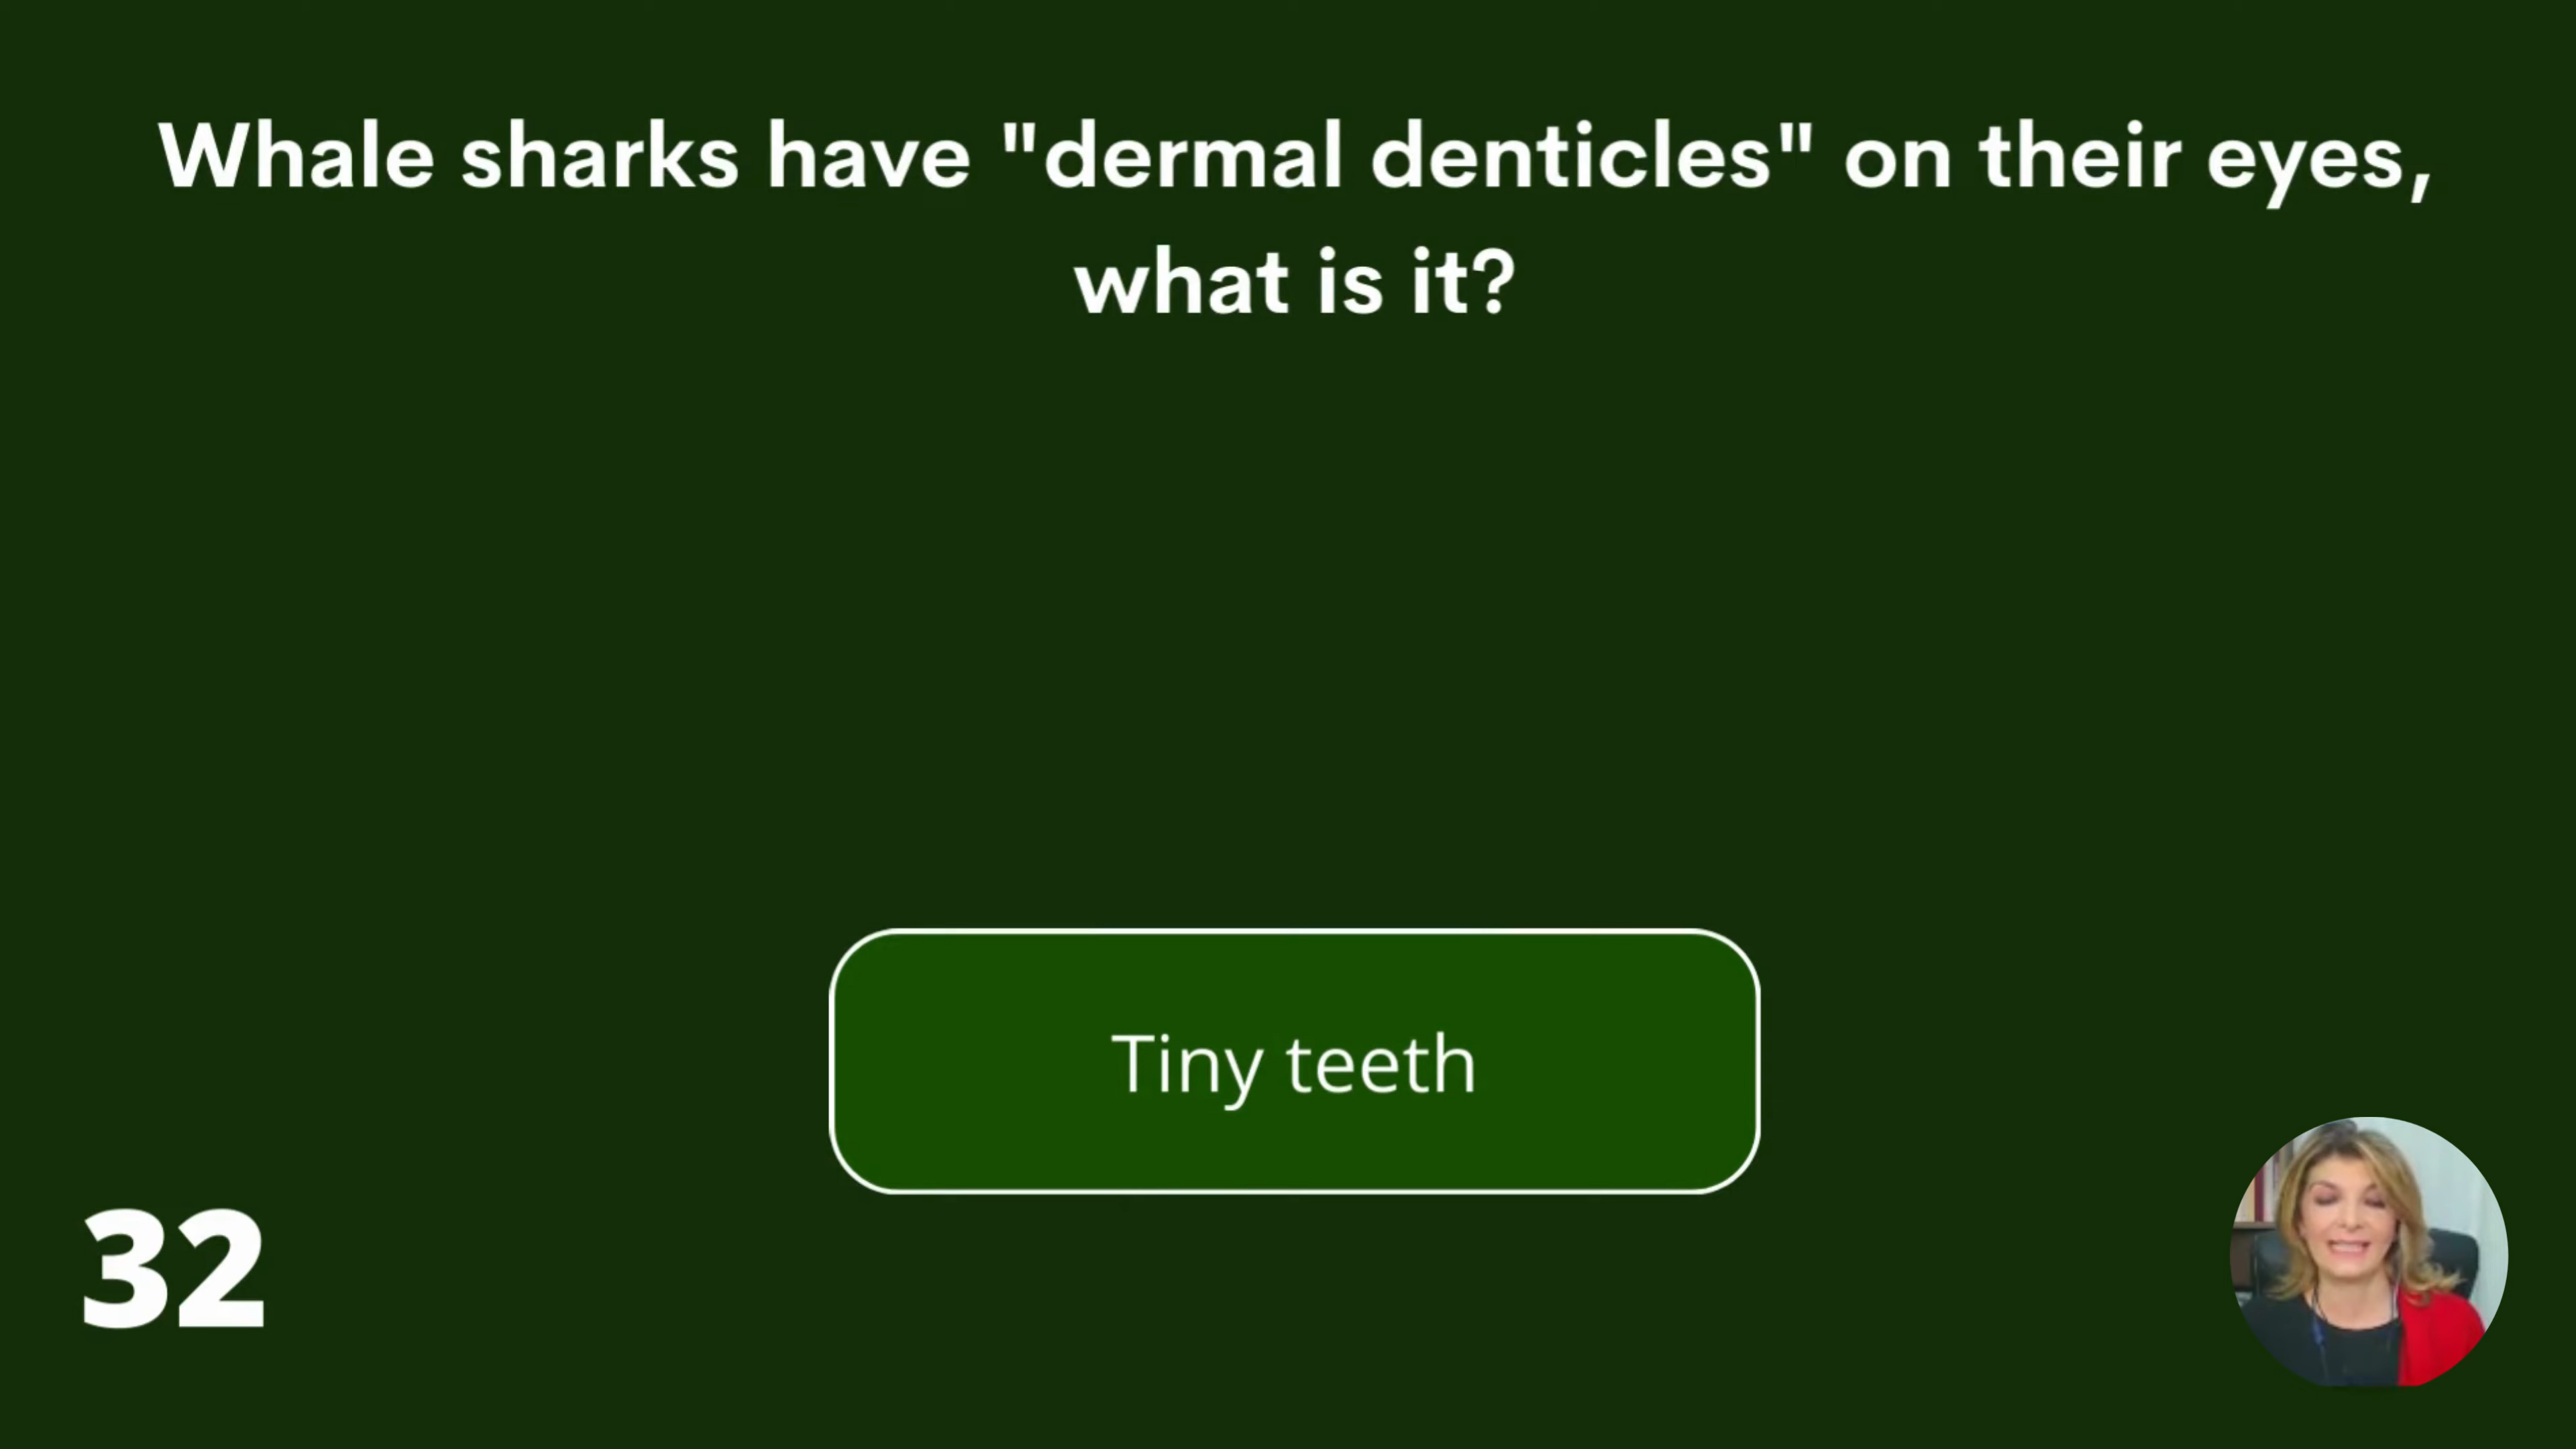 Whale sharks have "dermal denticles" on their eyes,
what is it?
Tiny teeth
32